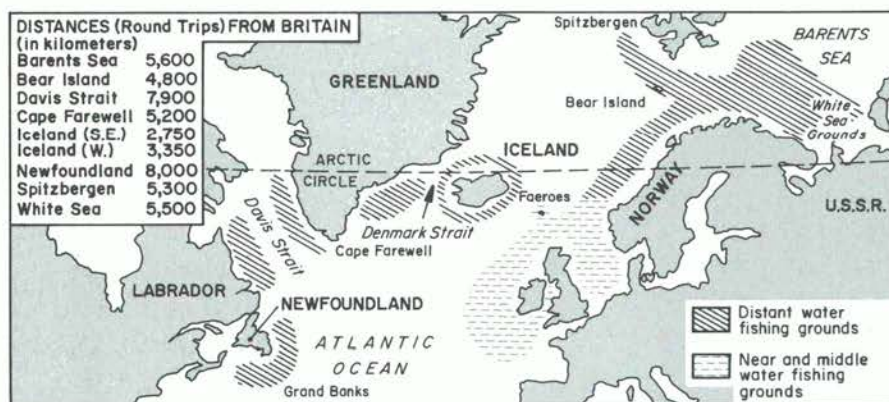 DISTANCES (Round Trips) FROM BRITAIN
(in kilometers)
Barents Sea 5,600
Bear Island 4,800
Davis Strait 7,900
Cape Farewell 5,200
Iceland (S.E.) 2,750
Iceland (W.) 3,350
Newfoundland 8,000
Spitzbergen 5,300
White Sea 5,500
Spitzbergen
BARENTS
SEA
GREENLAND
Bear Island
White
Sea
Grounds
ICELAND
ARCTIC
CIRCLE
Faeroes
NORWAY
U.S.S.R.
Denmark Strait
Davis Strait
Cape Farewell
LABRADOR
NEWFOUNDLAND
ATLANTIC
OCEAN
Grand Banks
Distant water
fishing grounds
Near and middle
water fishing
grounds